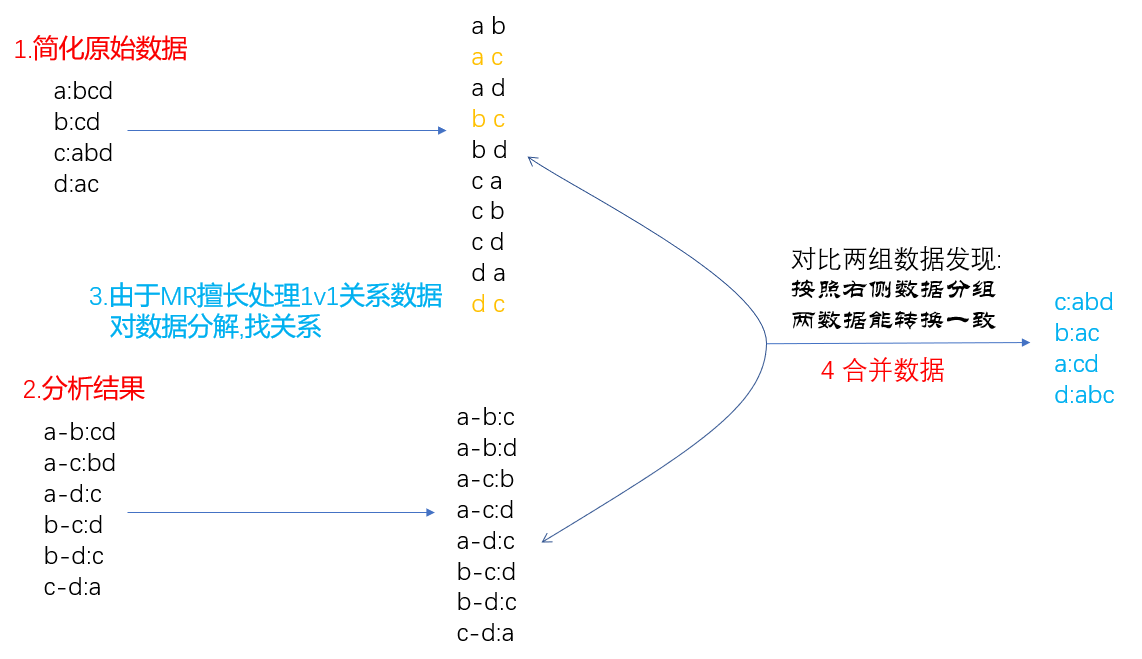 1.简化原始数据
a:bcd
b:cd
c:abd
d:ac
a b
a c
a d
b c
b d
c a
c b
c d
d a
d c
3.由于MR擅长处理1v1关系数据
对数据分解,找关系
2.分析结果
a-b:cd
a-c:bd
a-d:c
b-c:d
b-d:c
c-d:a
a-b:c
a-b:d
a-c:b
a-c:d
a-d:c
b-c:d
b-d:c
c-d:a
对比两组数据发现:
按照右侧数据分组
两数据能转换一致
4 合并数据
c:abd
b:ac
a:cd
d:abc